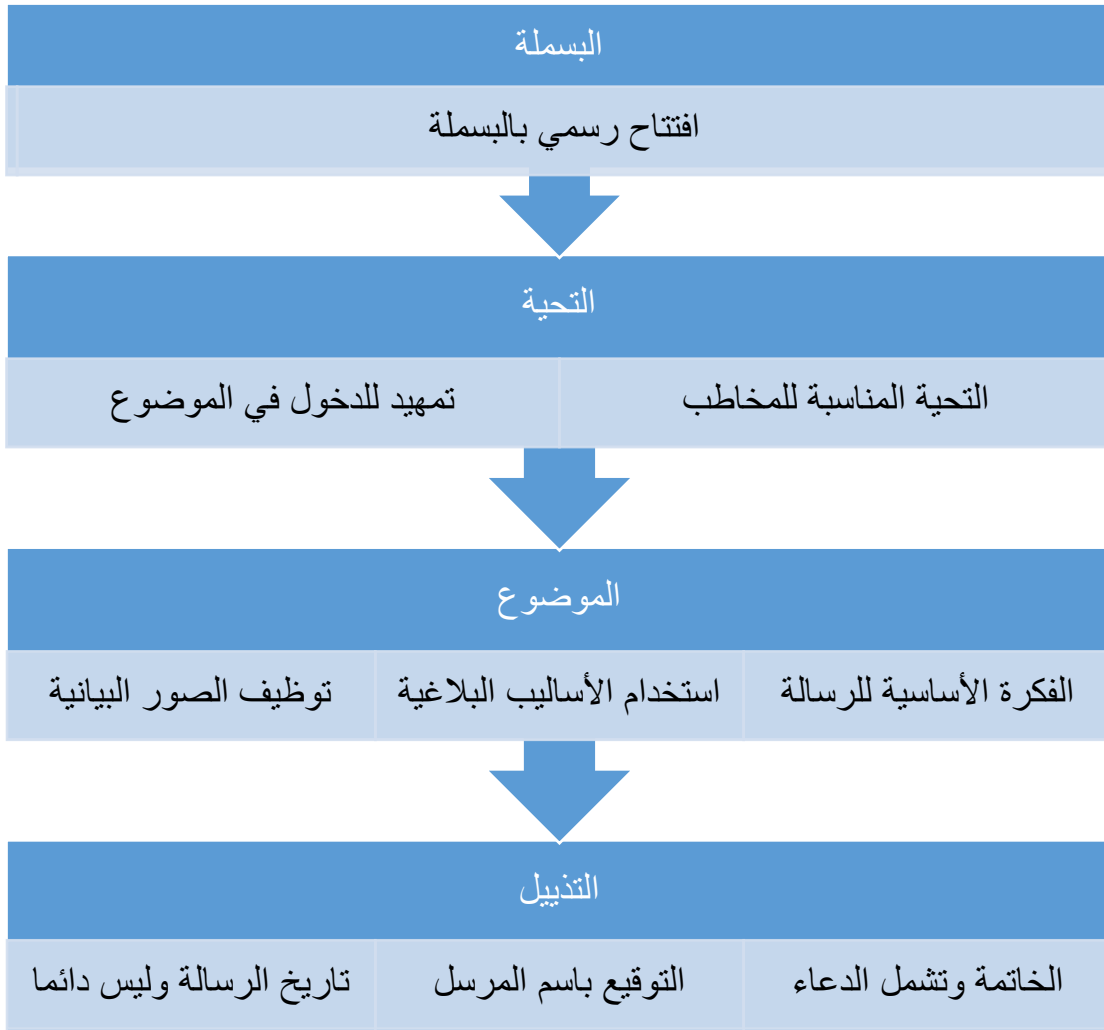 البسملة
افتتاح رسمي بالبسملة
التحية
التحية المناسبة للمخاطب
تمهيد للدخول في الموضوع
الموضوع
الفكرة الأساسية للرسالة
استخدام الأساليب البلاغية
توظيف الصور البيانية
التذييل
الخاتمة وتشمل الدعاء
التوقيع باسم المرسل
تاريخ الرسالة وليس دائما